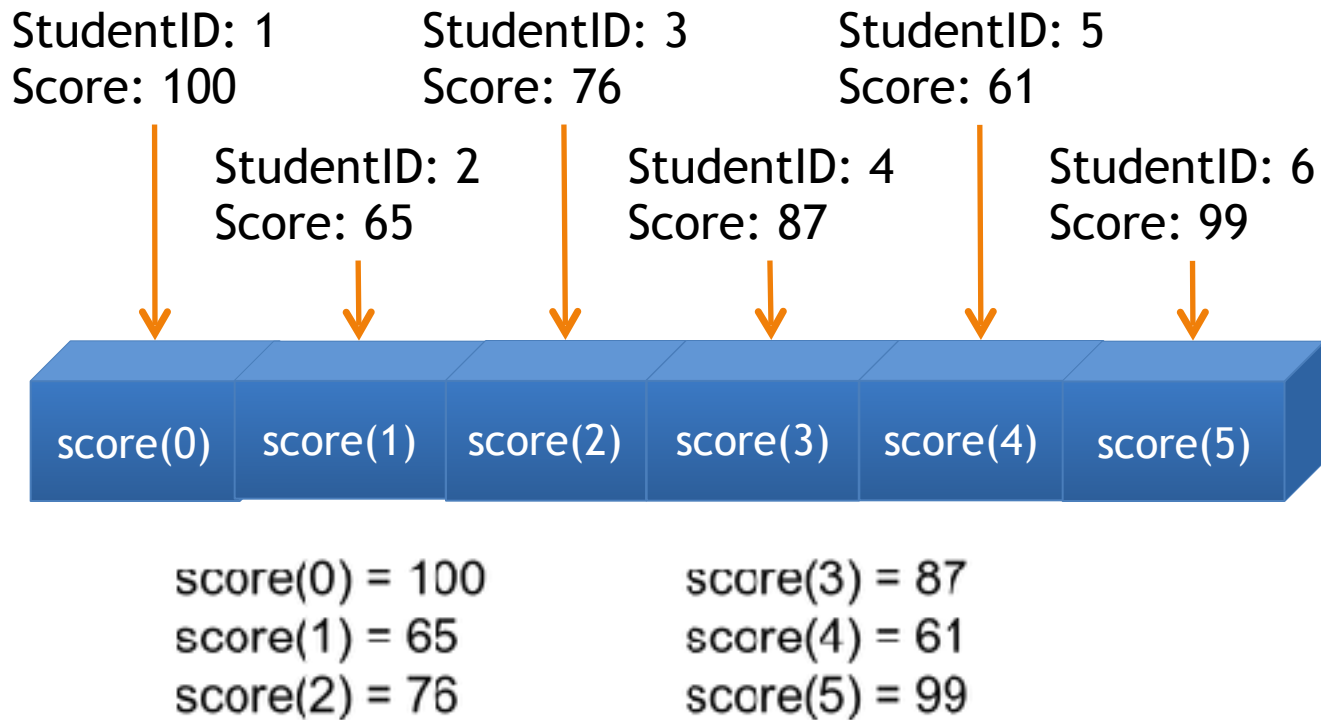 StudentID: 1
Score: 100
StudentID: 3
Score: 76
StudentID: 5
Score: 61
StudentID: 2
Score: 65
StudentID: 4
Score: 87
StudentID: 6
Score: 99
score(0)
score(1)
score(2)
score(3)
score(4)
score(5)
score(0) = 100
score(1) = 65
score(2) = 76
score(3) = 87
score(4) = 61
score(5) = 99